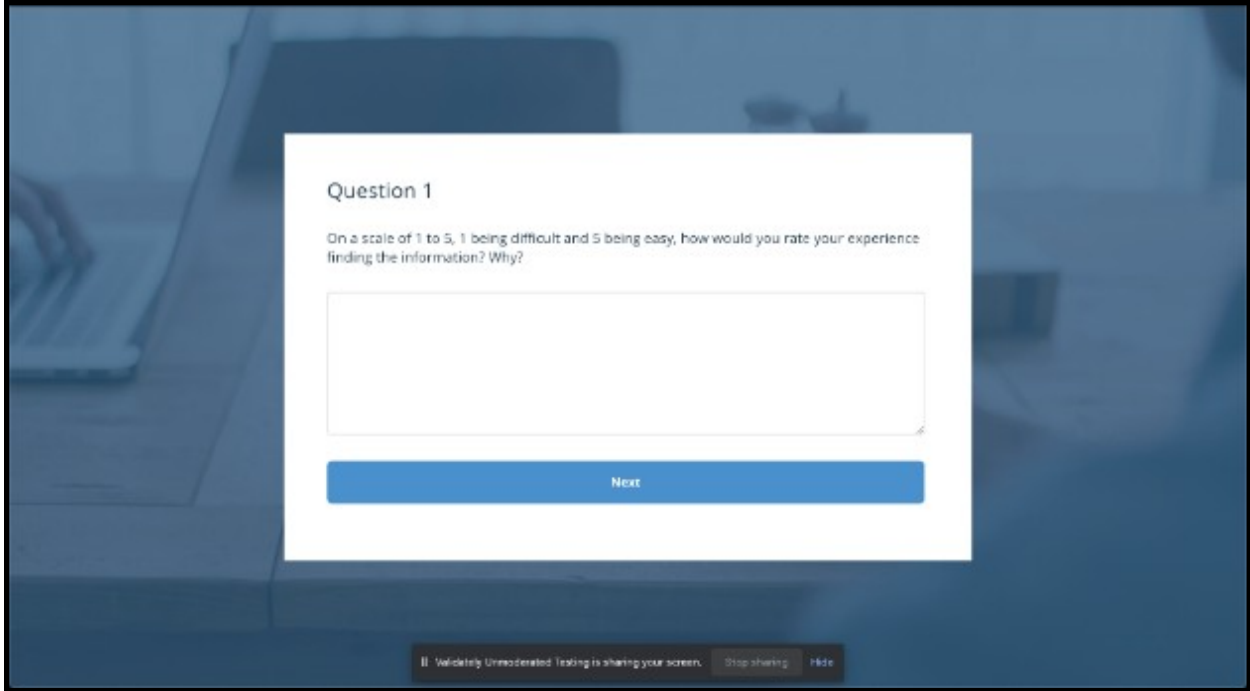 Question 1
On a scale of 1 to 5, 1 being difficult and 5 being easy, how would you rate your experience
finding the information? Why?
Next
Validately Unmoderated Testing is sharing your screen. Stop sharing Hide